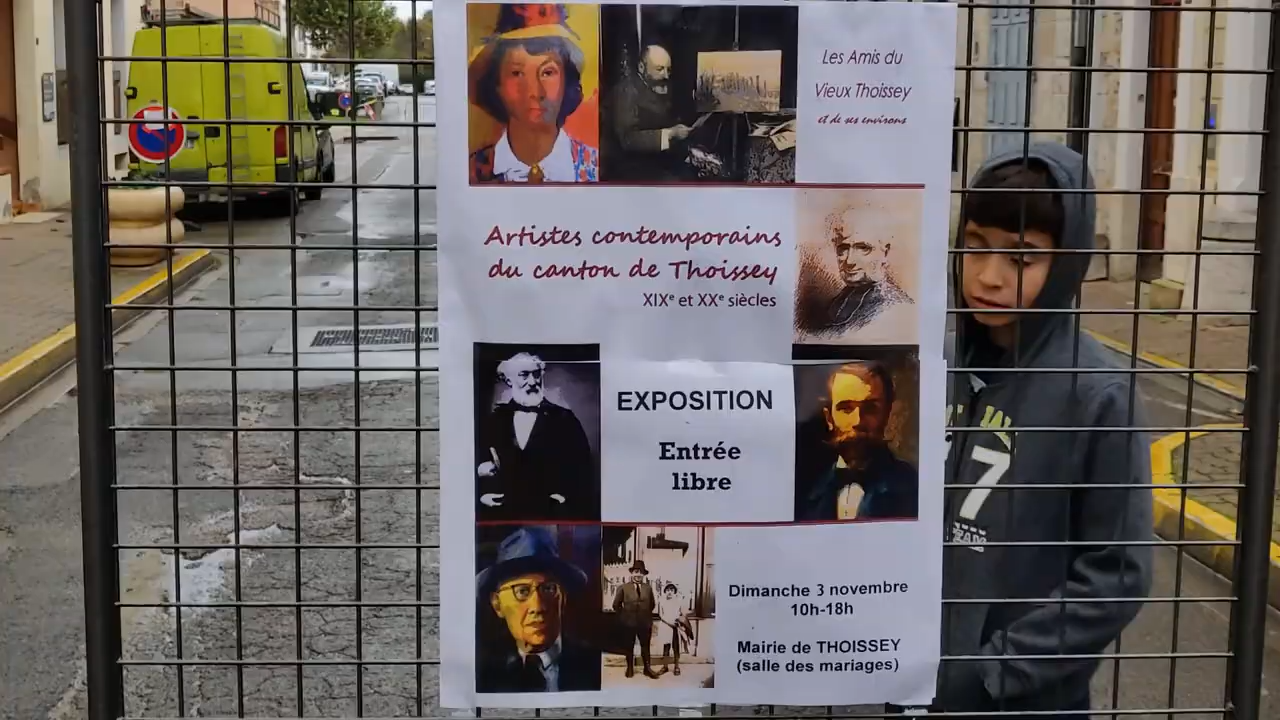 Les Amis du
Vieux Thoissey
et de ses environs
Artistes contemporains
du canton de Thoissey
XIXe et XXe siècles
EXPOSITION
Entrée
libre
Dimanche 3 novembre
10h-18h
Mairie de THOISSEY
(salle des mariages)
7